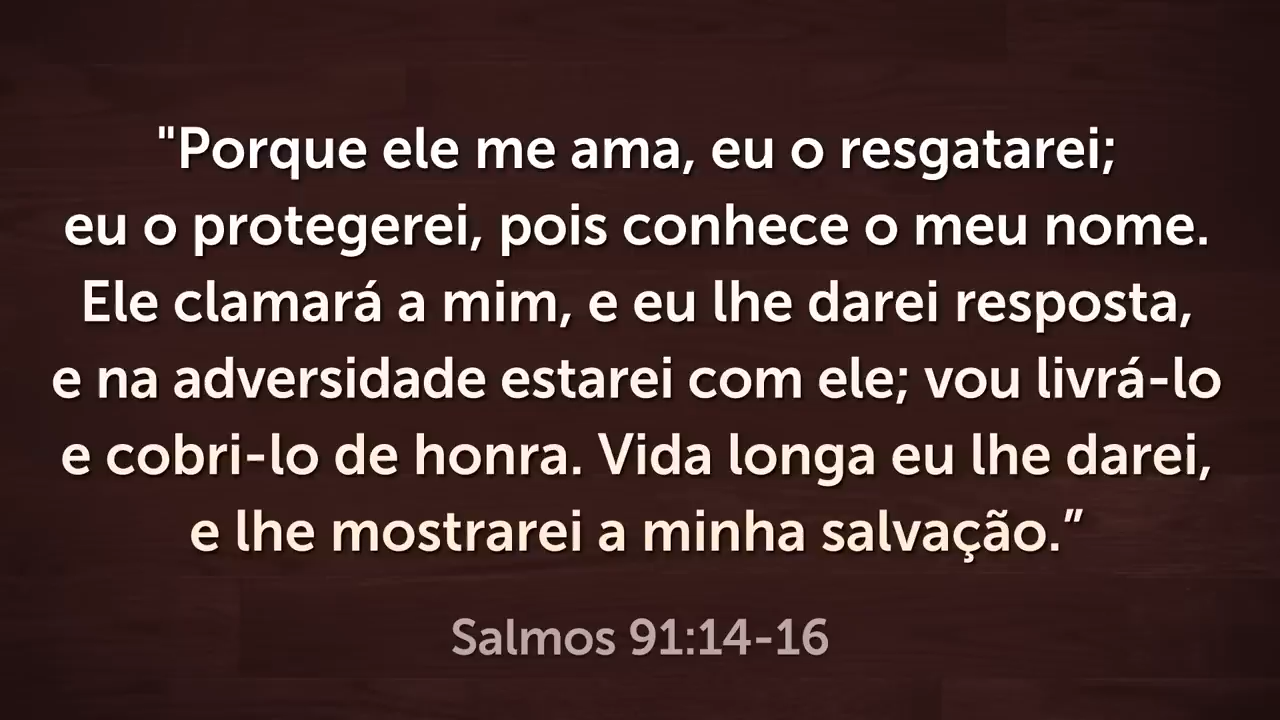 "Porque ele me ama, eu o resgatarei;
eu o protegerei, pois conhece o meu nome.
Ele clamará a mim, e eu lhe darei resposta,
e na adversidade estarei com ele; vou livrá-lo
e cobri-lo de honra. Vida longa eu lhe darei,
e lhe mostrarei a minha salvação.”
Salmos 91:14-16